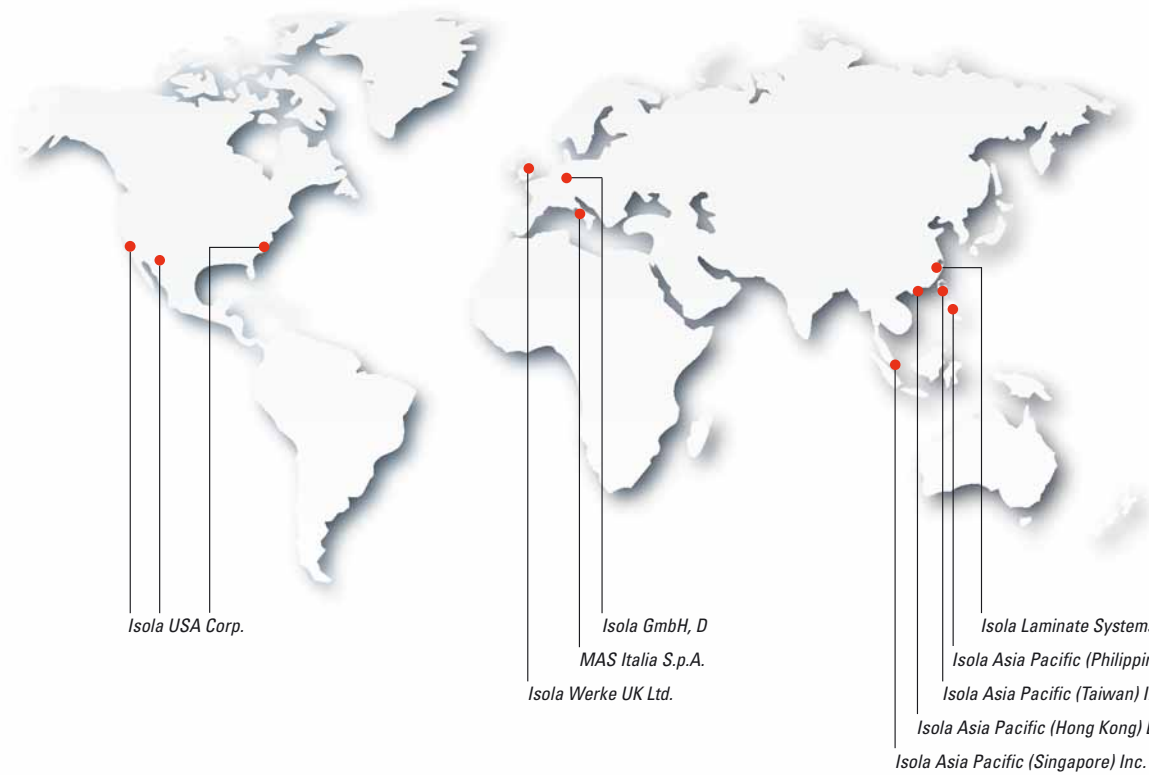 Isola USA Corp.
Isola GmbH, D
MAS Italia S.p.A.
Isola Werke UK Ltd.
Isola Laminate Systems
Isola Asia Pacific (Philippin
Isola Asia Pacific (Taiwan) I
Isola Asia Pacific (Hong Kong)
Isola Asia Pacific (Singapore) Inc.